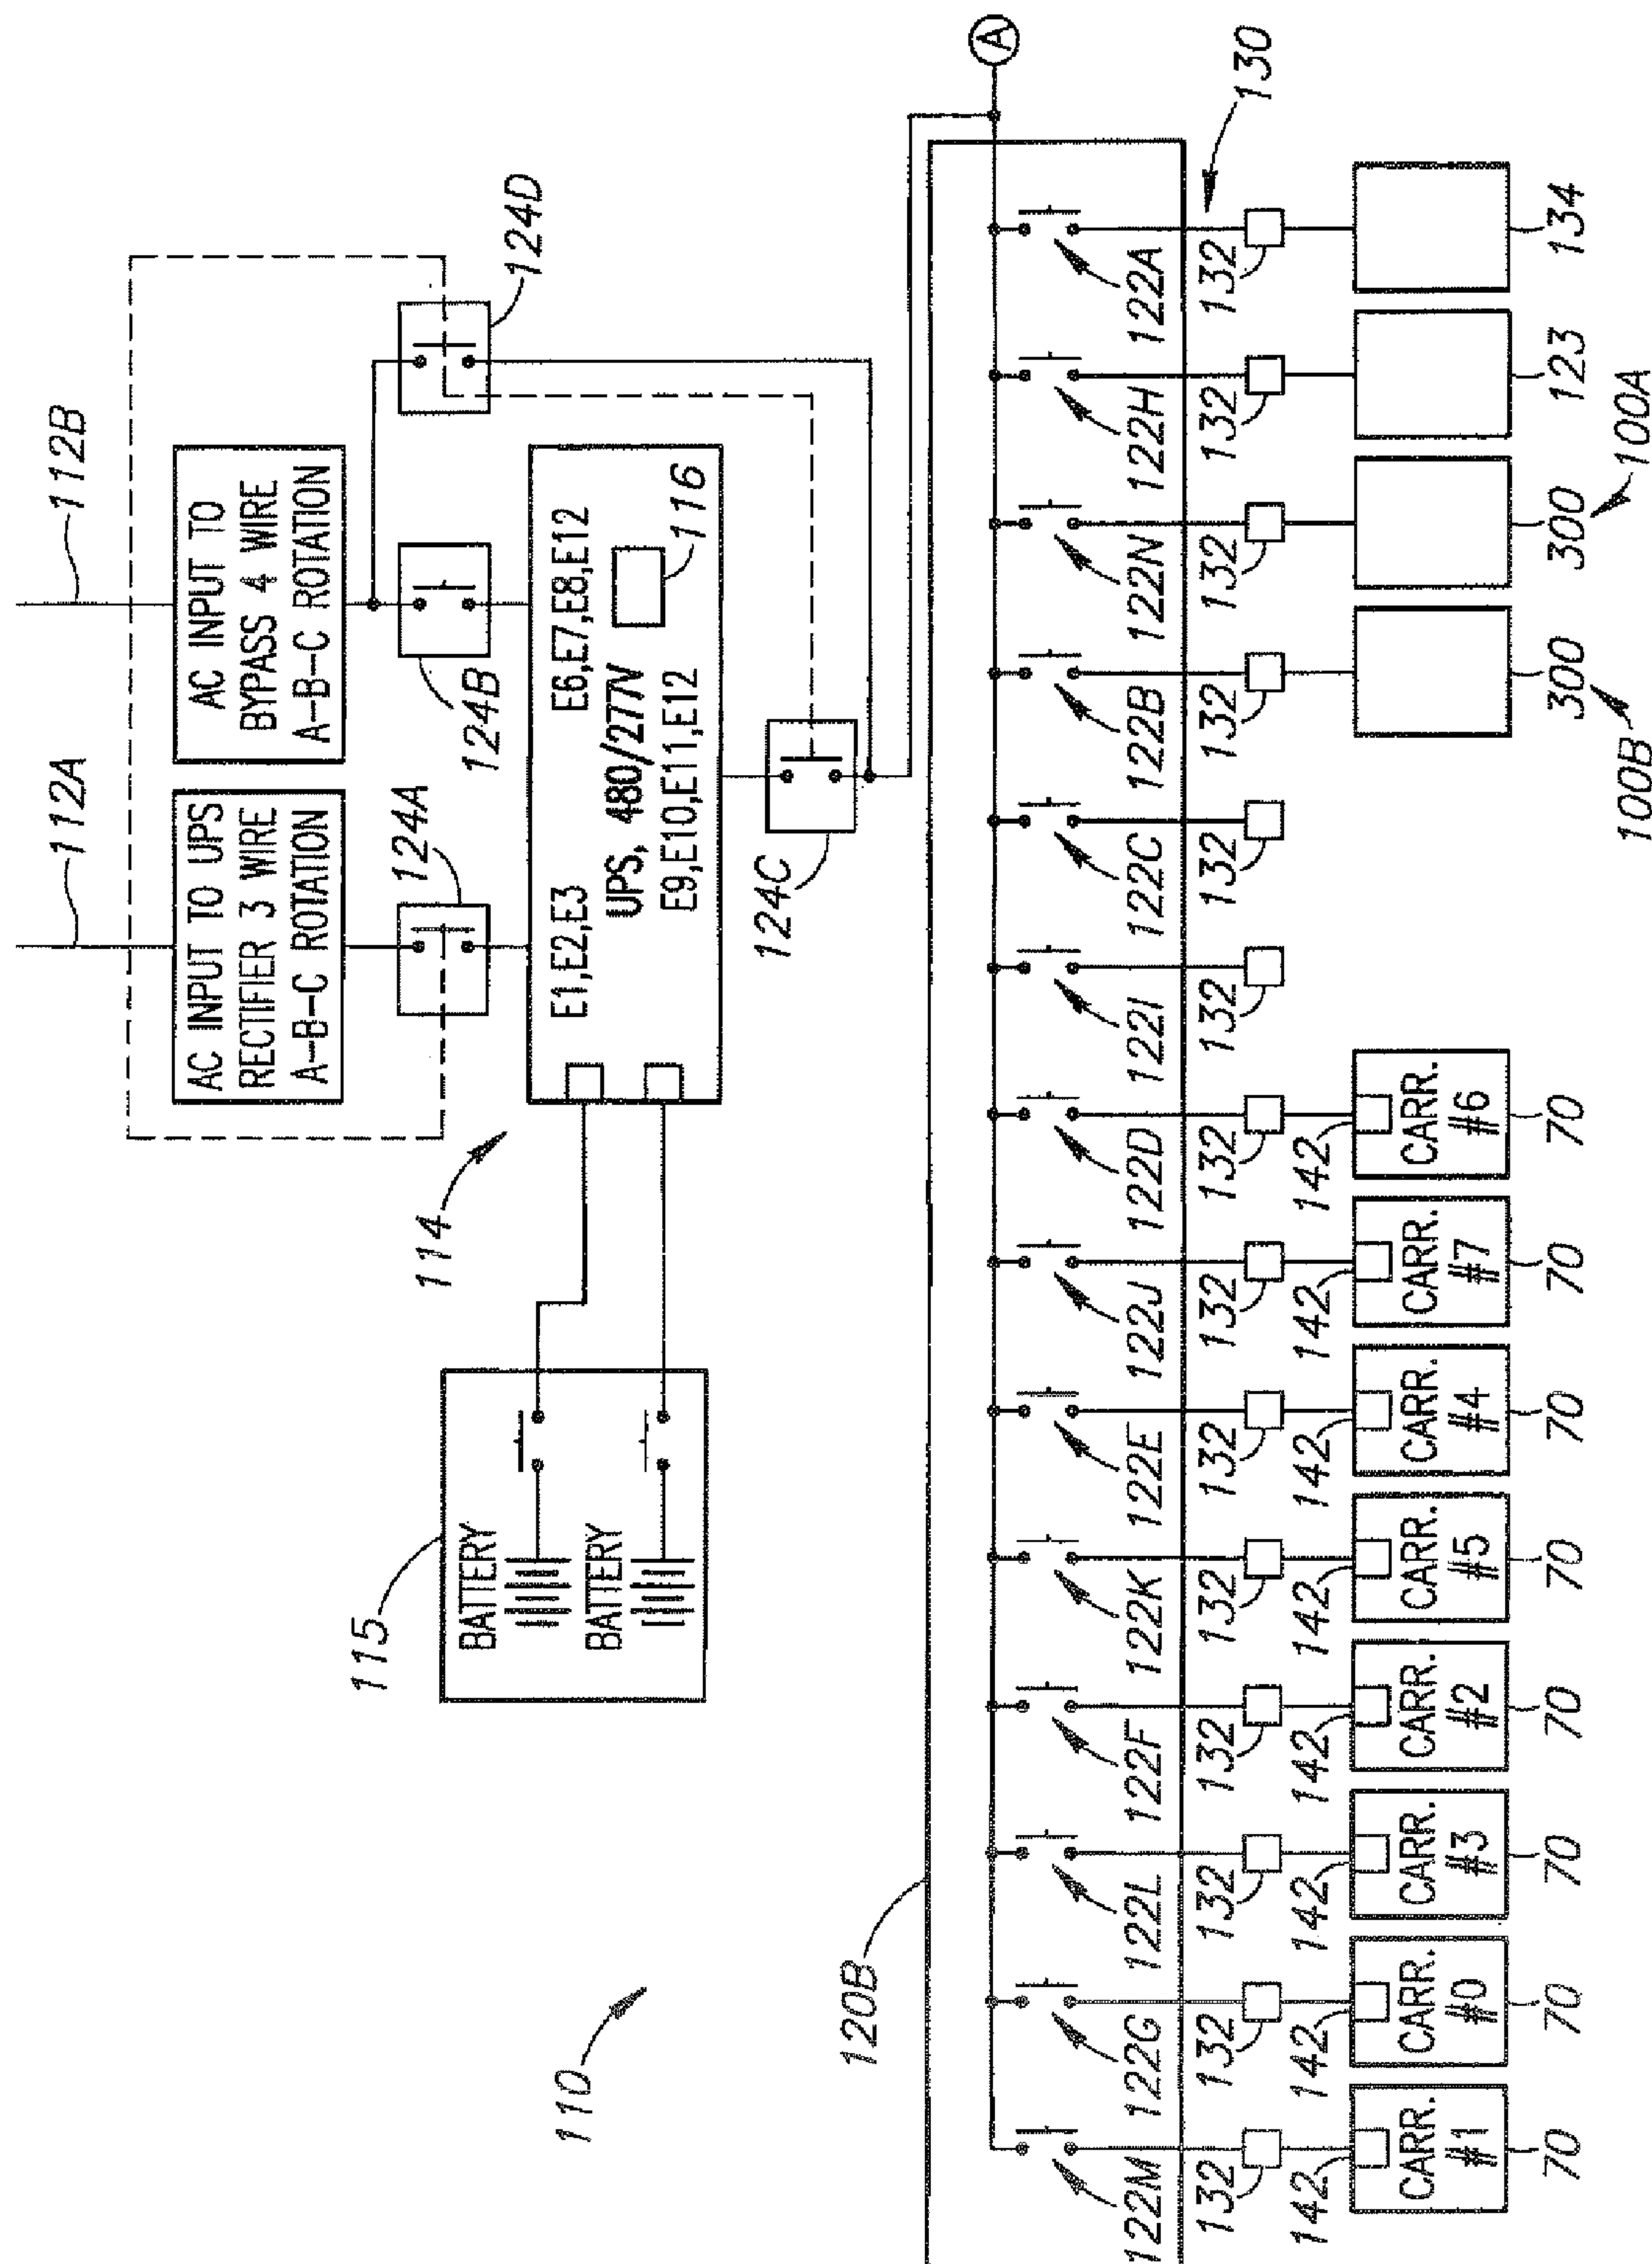 112A
112B
AC INPUT TO UPS
RECTIFIER 3 WIRE
A-B-C ROTATION
AC INPUT TO
BYPASS 4 WIRE
A-B-C ROTATION
124A
124B
124D
114
E1,E2,E3
E6,E7,E8,E12
UPS, 480/277V
E9,E10,E11,E12
116
115
BATTERY
BATTERY
124C
110
120B
A
130
122M
122G
122L
122F
122K
122E
122J
122D
122I
122C
122B
122N
122H
122A
132
132
132
132
132
132
132
132
132
132
132
132
132
132
142
142
142
142
142
142
142
142
CARR.
#1
CARR.
#0
CARR.
#3
CARR.
#2
CARR.
#5
CARR.
#4
CARR.
#7
CARR.
#6
70
70
70
70
70
70
70
70
300
300
123
134
100B
100A